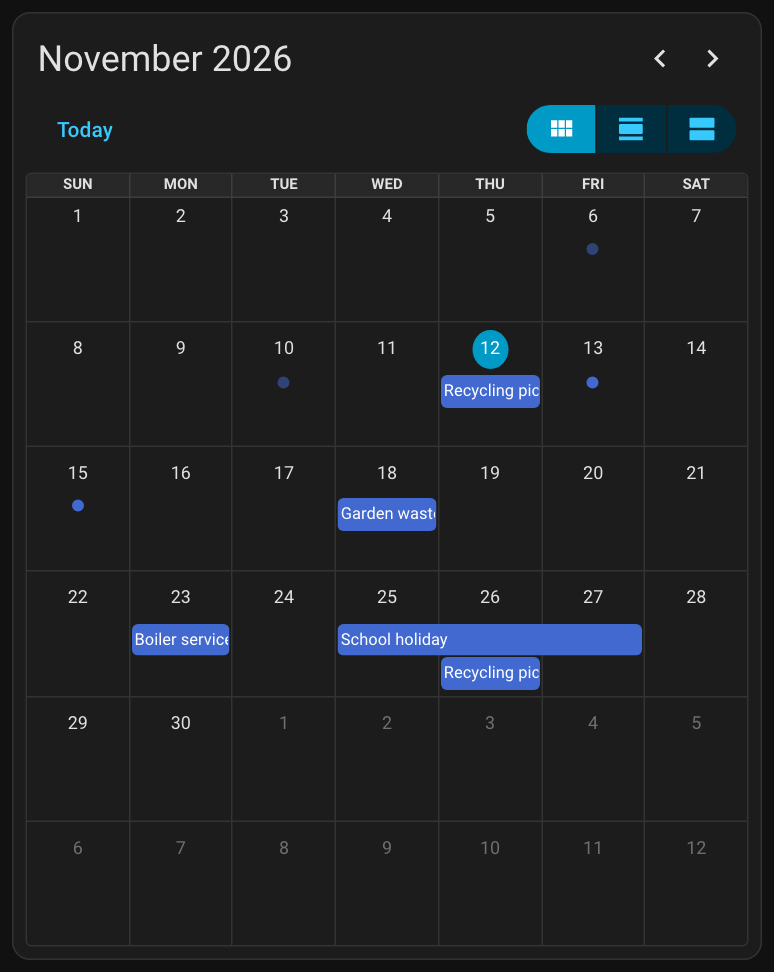 November 2026
Today
SUN MON TUE WED THU FRI SAT
1 2 3 4 5 6 7
8 9 10 11 12 13 14
Recycling pic
15 16 17 18 19 20 21
Garden wast
22 23 24 25 26 27 28
Boiler service School holiday
Recycling pic
29 30 1 2 3 4 5
6 7 8 9 10 11 12